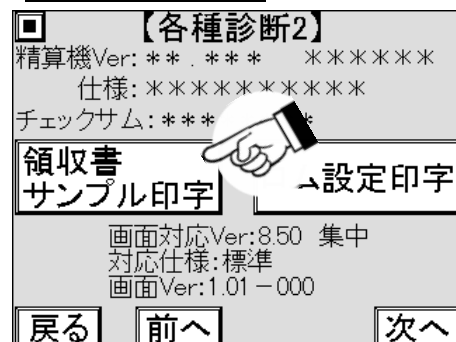 【各種診断2】
精算機Ver:**.*** ******
仕様:**********
チェックサム:***
領収書
サンプル印字
設定印字
画面対応Ver:8.50 集中
対応仕様:標準
画面Ver:1.01－000
戻る 前へ 次へ